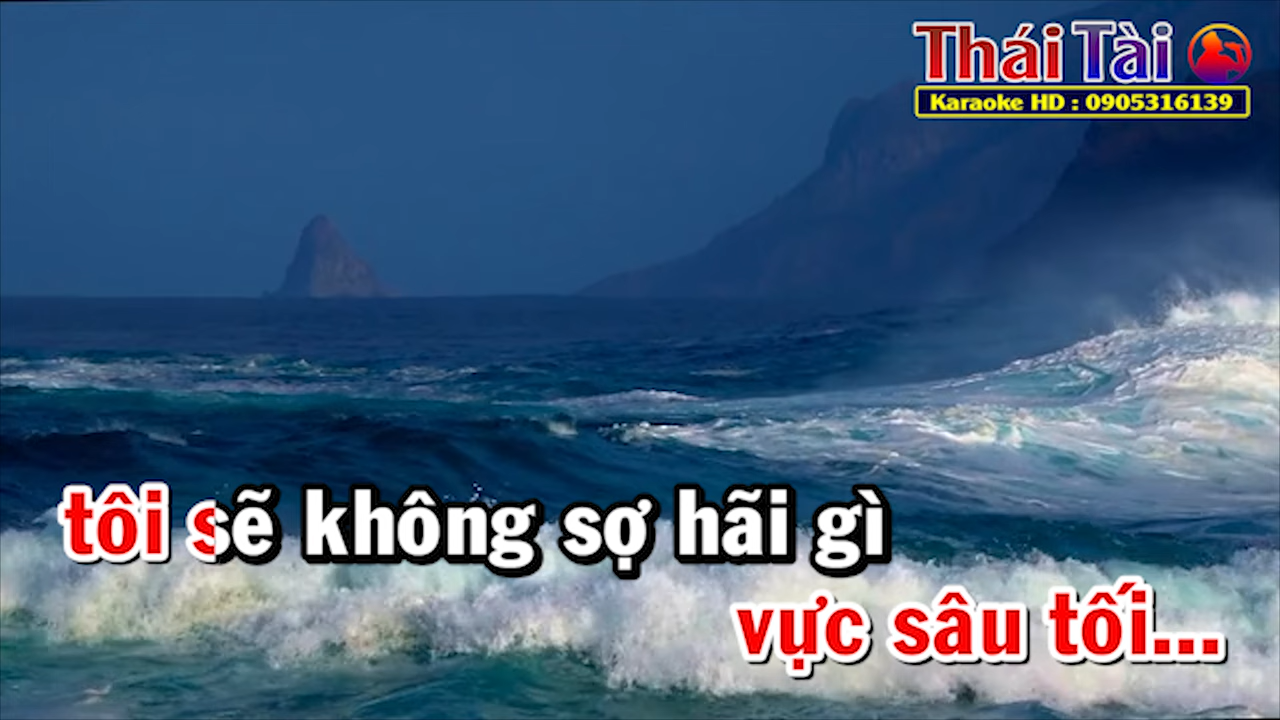 Thái Tài
Karaoke HD : 0905316139
tôi sẽ không sợ hãi gì
vực sâu tối...